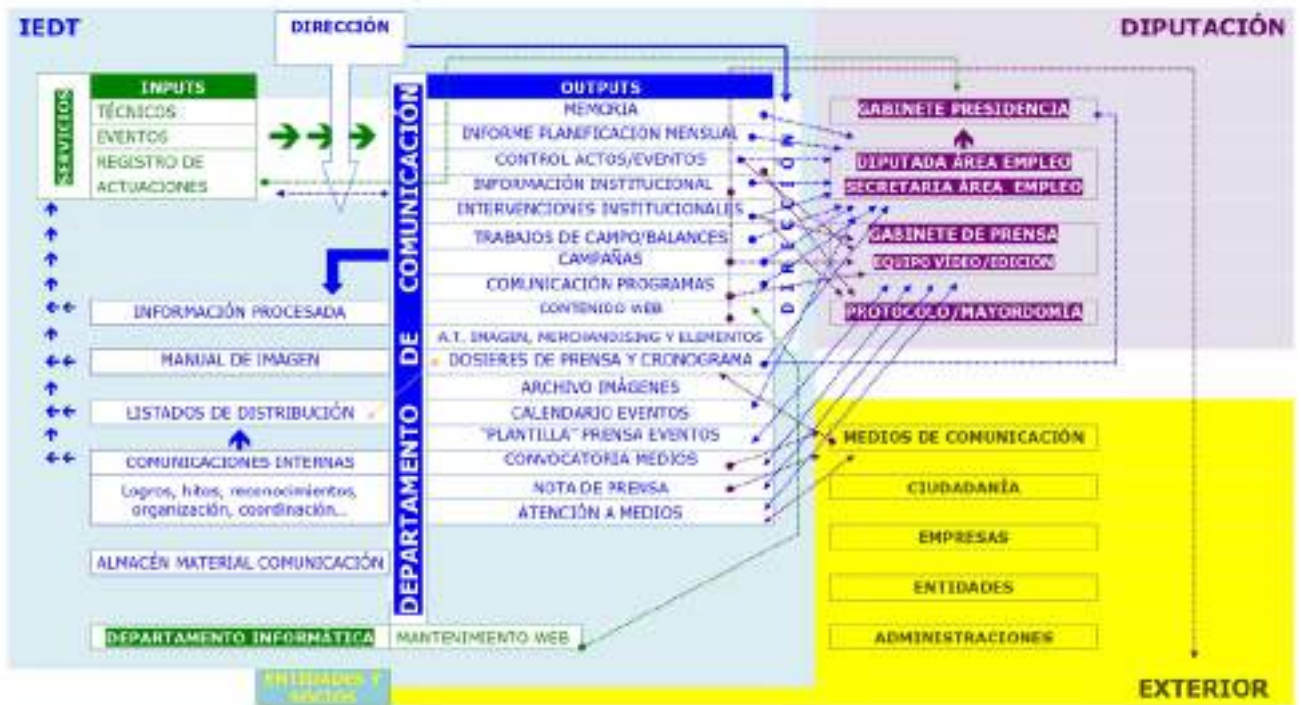 IEDT
DIRECCIÓN
DIPUTACIÓN
SERVICIOS
INPUTS
TÉCNICOS
EVENTOS
REGISTRO DE
ACTUACIONES
DEPARTAMENTO DE COMUNICACIÓN
OUTPUTS
MEMORIA
INFORME PLANIFICACIÓN MENSUAL
CONTROL ACTOS/EVENTOS
INFORMACIÓN INSTITUCIONAL
INTERVENCIONES INSTITUCIONALES
TRABAJOS DE CAMPO/BALANCES
CAMPAÑAS
COMUNICACIÓN PROGRAMAS
CONTENIDO WEB
A.T. IMAGEN, MERCHANDISING Y ELEMENTOS
DOSIERES DE PRENSA Y CRONOGRAMA
ARCHIVO IMÁGENES
CALENDARIO EVENTOS
"PLANTILLA" PRENSA EVENTOS
CONVOCATORIA MEDIOS
NOTA DE PRENSA
ATENCIÓN A MEDIOS
DIRECCIÓN
GABINETE PRESIDENCIA
DIPUTADA ÁREA EMPLEO
SECRETARIA ÁREA EMPLEO
GABINETE DE PRENSA
EQUIPO VÍDEO/EDICIÓN
PROTOCOLO/MAYORDOMÍA
INFORMACIÓN PROCESADA
MANUAL DE IMAGEN
LISTADOS DE DISTRIBUCIÓN
COMUNICACIONES INTERNAS
Logros, hitos, reconocimientos,
organización, coordinación...
ALMACÉN MATERIAL COMUNICACIÓN
DEPARTAMENTO INFORMÁTICA
MANTENIMIENTO WEB
MEDIOS DE COMUNICACIÓN
CIUDADANÍA
EMPRESAS
ENTIDADES
ADMINISTRACIONES
ENTIDADES Y
SOCIOS
EXTERIOR